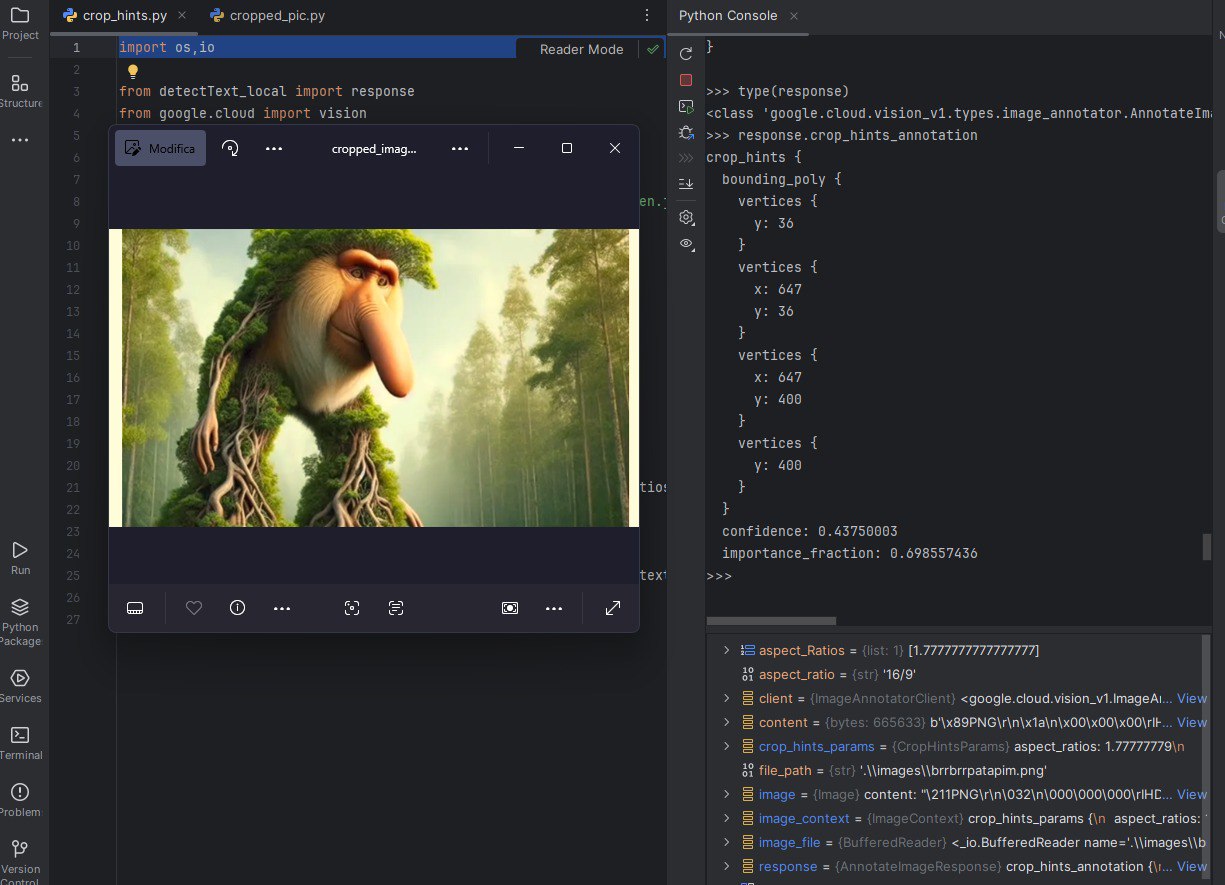 crop_hints.py
cropped_pic.py
Python Console
Project
Structure
Run
Python
Package
Services
Terminal
Problem
Version
Control
1
2
3
4
5
6
7
8
9
10
11
12
13
14
15
16
17
18
19
20
21
22
23
24
25
26
27
import os,io
Reader Mode
from detectText_local import response
from google.cloud import vision
en.j
tios
text
Modifica
cropped_imag...
}
>>> type(response)
<class 'google.cloud.vision_v1.types.image_annotator.AnnotateIma
>>> response.crop_hints_annotation
crop_hints {
bounding_poly {
vertices {
y: 36
}
vertices {
x: 647
y: 36
}
vertices {
x: 647
y: 400
}
vertices {
y: 400
}
}
confidence: 0.43750003
importance_fraction: 0.698557436
>>>
aspect_Ratios = {list: 1} [1.7777777777777777]
aspect_ratio = {str} '16/9'
client = {ImageAnnotatorClient} <google.cloud.vision_v1.ImageAı... View
content = {bytes: 665633} b'\x89PNG\r\n\x1a\n\x00\x00\x00\rIH... View
crop_hints_params = {CropHintsParams} aspect_ratios: 1.77777779\n
file_path = {str} '.\\images\\brrbrrpatapim.png'
image = {Image} content: "\211PNG\r\n\032\n\000\000\000\rIHD... View
image_context = {ImageContext} crop_hints_params {\n  aspect_ratios:
image_file = {BufferedReader} <_io.BufferedReader name='.\\images\\b
response = {AnnotateImageResponse} crop_hints_annotation {\r... View